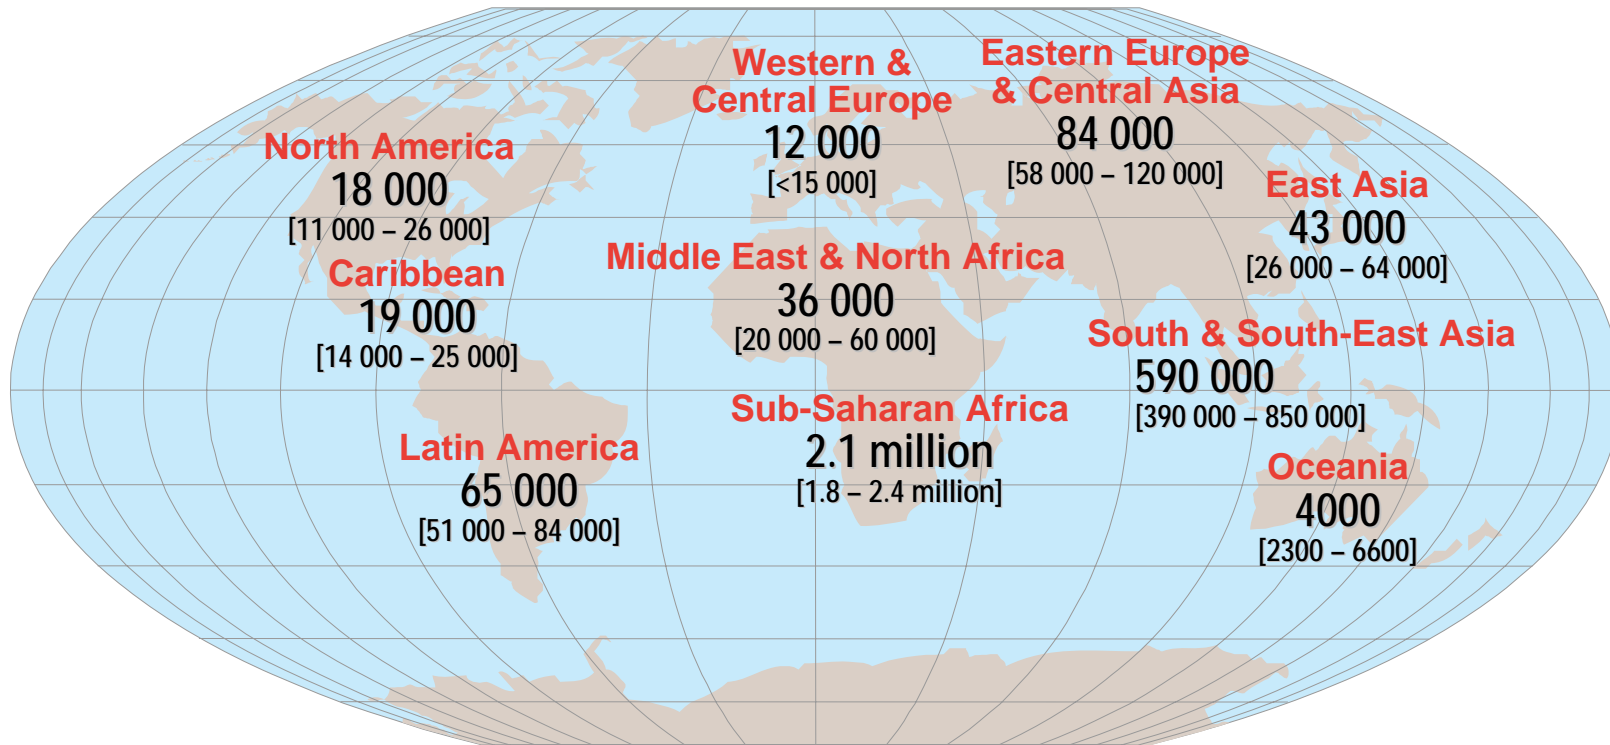 Western &
Central Europe
12 000
[<15 000]
Eastern Europe
& Central Asia
84 000
[58 000 – 120 000]
North America
18 000
[11 000 – 26 000]
East Asia
43 000
[26 000 – 64 000]
Caribbean
19 000
[14 000 – 25 000]
Middle East & North Africa
36 000
[20 000 – 60 000]
South & South-East Asia
590 000
[390 000 – 850 000]
Sub-Saharan Africa
2.1 million
[1.8 – 2.4 million]
Latin America
65 000
[51 000 – 84 000]
Oceania
4000
[2300 – 6600]